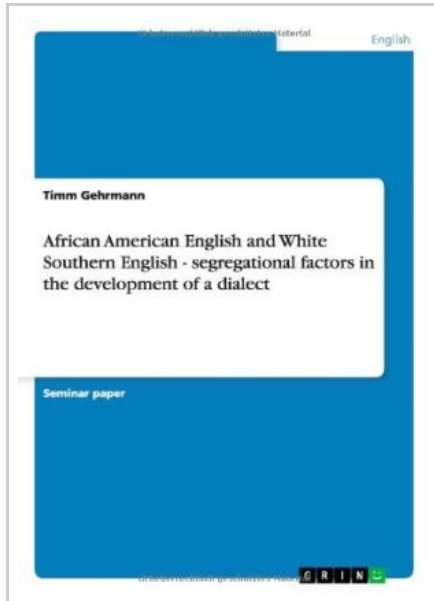 English
Timm Gehrmann
African American English and White
Southern English - segregational factors in
the development of a dialect
Seminar paper
GRIN